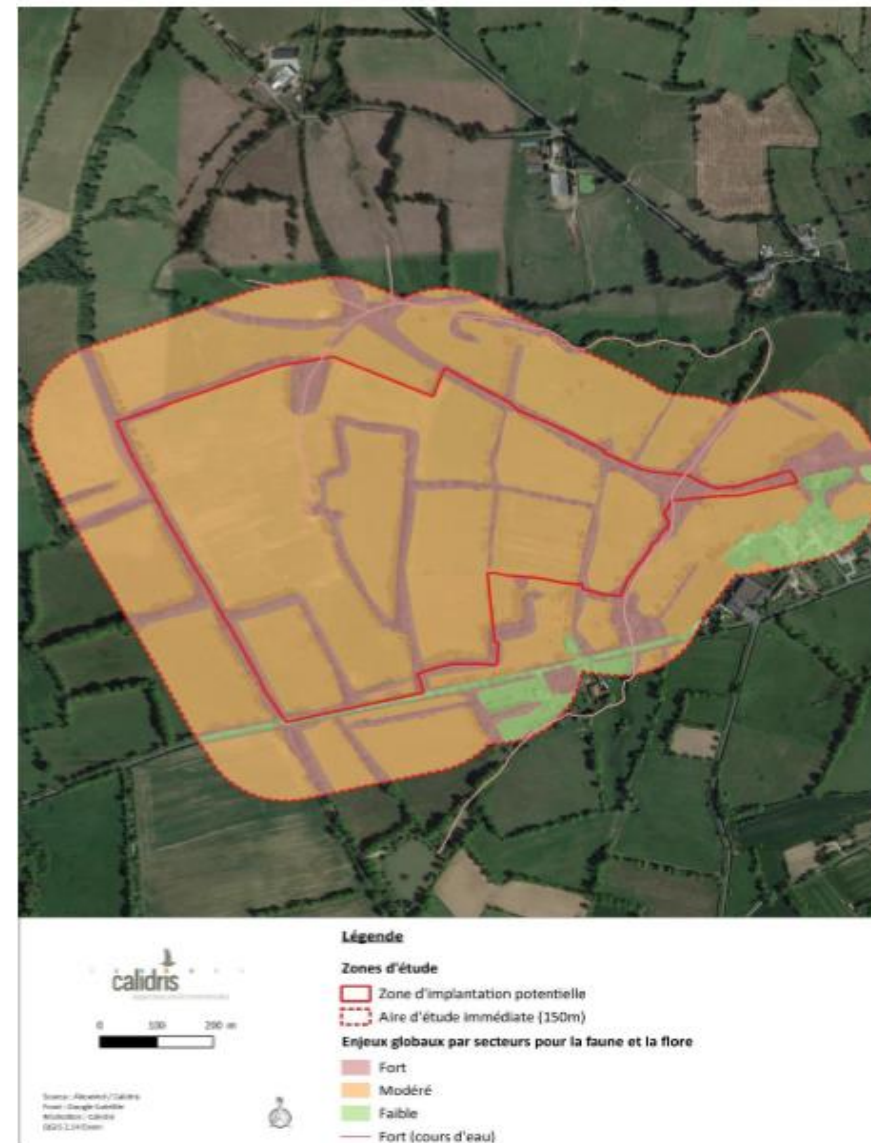 Légende
Zones d'étude
Zone d'implantation potentielle
Aire d'étude immédiate (150m)
Enjeux globaux par secteurs pour la faune et la flore
Fort
Modéré
Faible
Fort (cours d'eau)
calidris
0 100 200 m